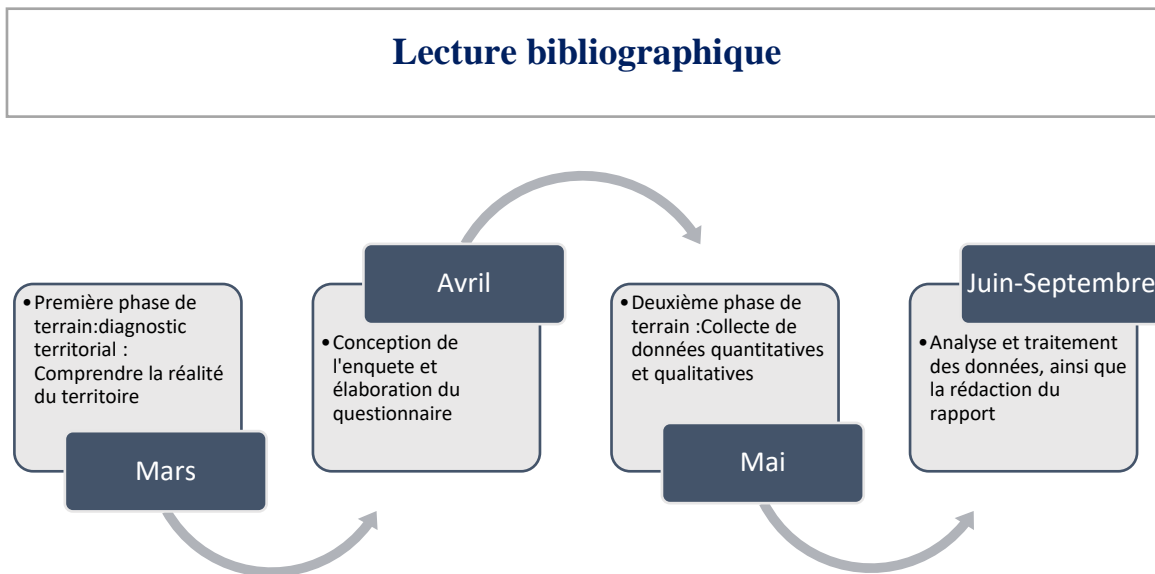 Lecture bibliographique
•Première phase de
terrain:diagnostic
territorial :
Comprendre la réalité
du territoire
Mars
Avril
•Conception de
l'enquete et
élaboration du
questionnaire
•Deuxième phase de
terrain :Collecte de
données quantitatives
et qualitatives
Mai
Juin-Septembre
•Analyse et traitement
des données, ainsi que
la rédaction du
rapport